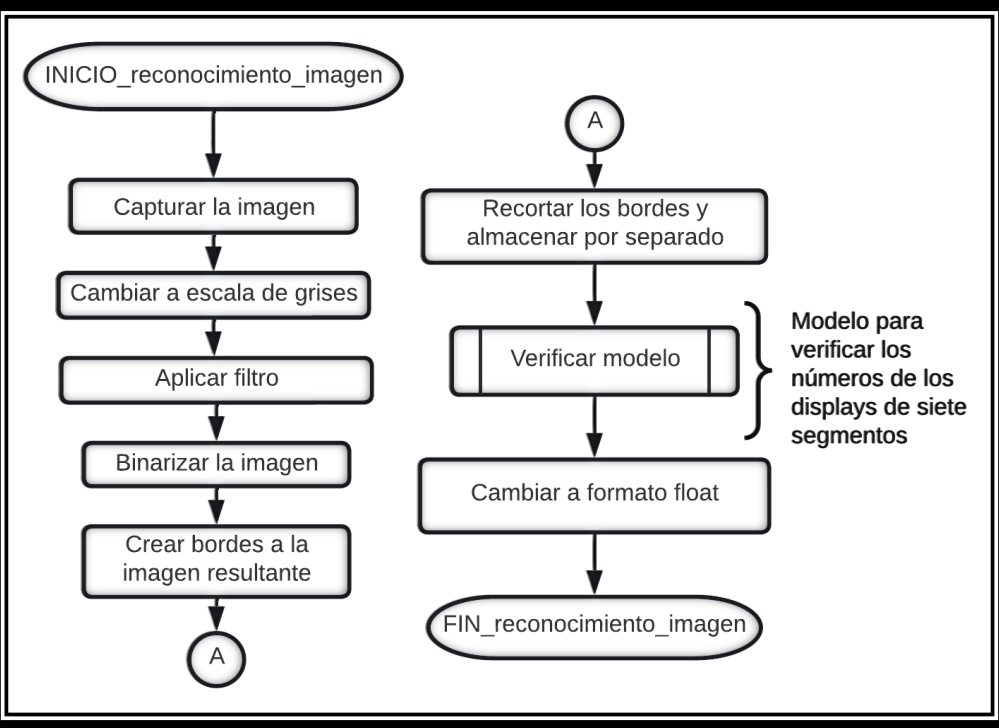 INICIO_reconocimiento_imagen
Capturar la imagen
Cambiar a escala de grises
Aplicar filtro
Binarizar la imagen
Crear bordes a la
imagen resultante
A
A
Recortar los bordes y
almacenar por separado
Verificar modelo
Modelo para
verificar los
números de los
displays de siete
segmentos
Cambiar a formato float
FIN_reconocimiento_imagen